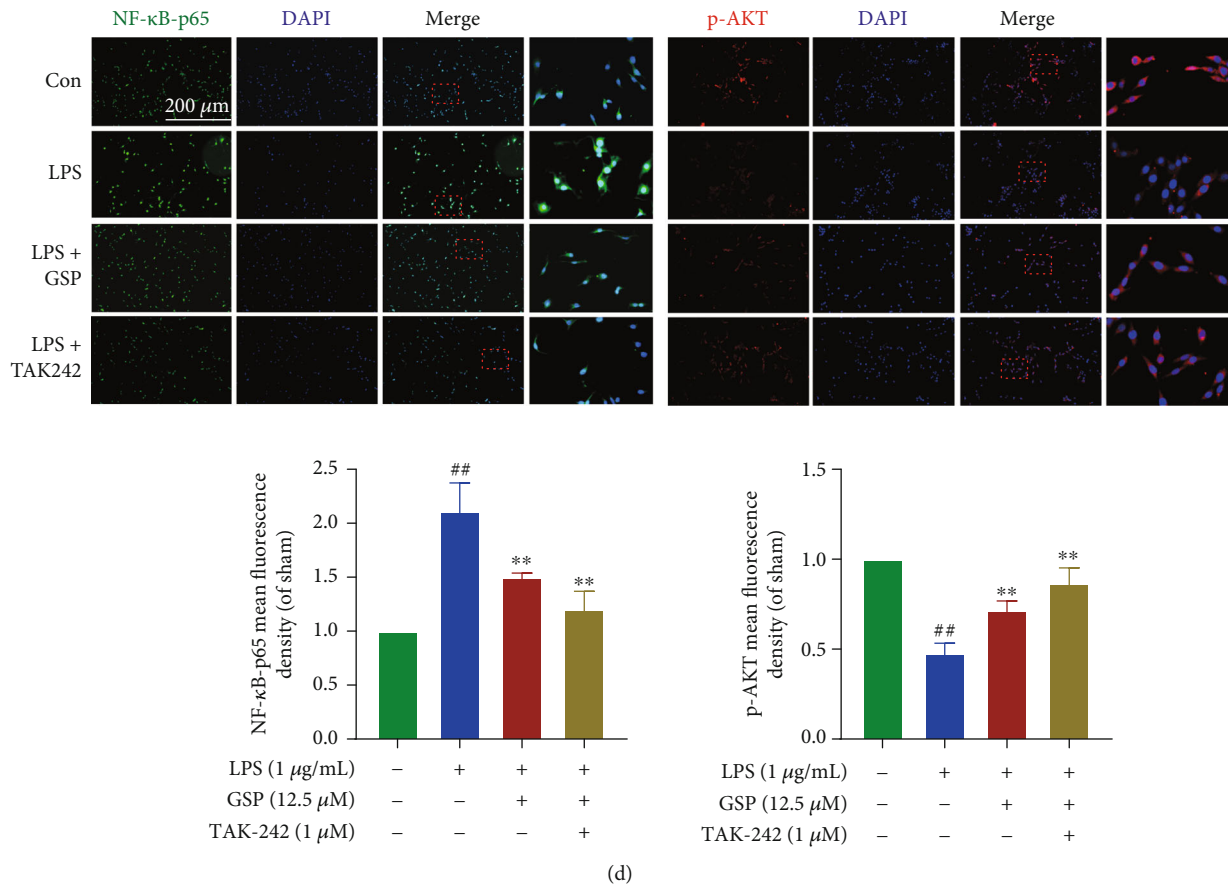 NF-κB-p65 DAPI Merge p-AKT DAPI Merge
Con
200 μm
LPS
LPS +
GSP
LPS +
TAK242
NF-κB-p65 mean fluorescence
density (of sham)
2.5
2.0
1.5
1.0
0.5
0.0
##
**
**
LPS (1 μg/mL) – + + +
GSP (12.5 μM) – – + +
TAK-242 (1 μM) – – – +
p-AKT mean fluorescence
density (of sham)
1.5
1.0
0.5
0.0
##
**
**
LPS (1 μg/mL) – + + +
GSP (12.5 μM) – – + +
TAK-242 (1 μM) – – – +
(d)